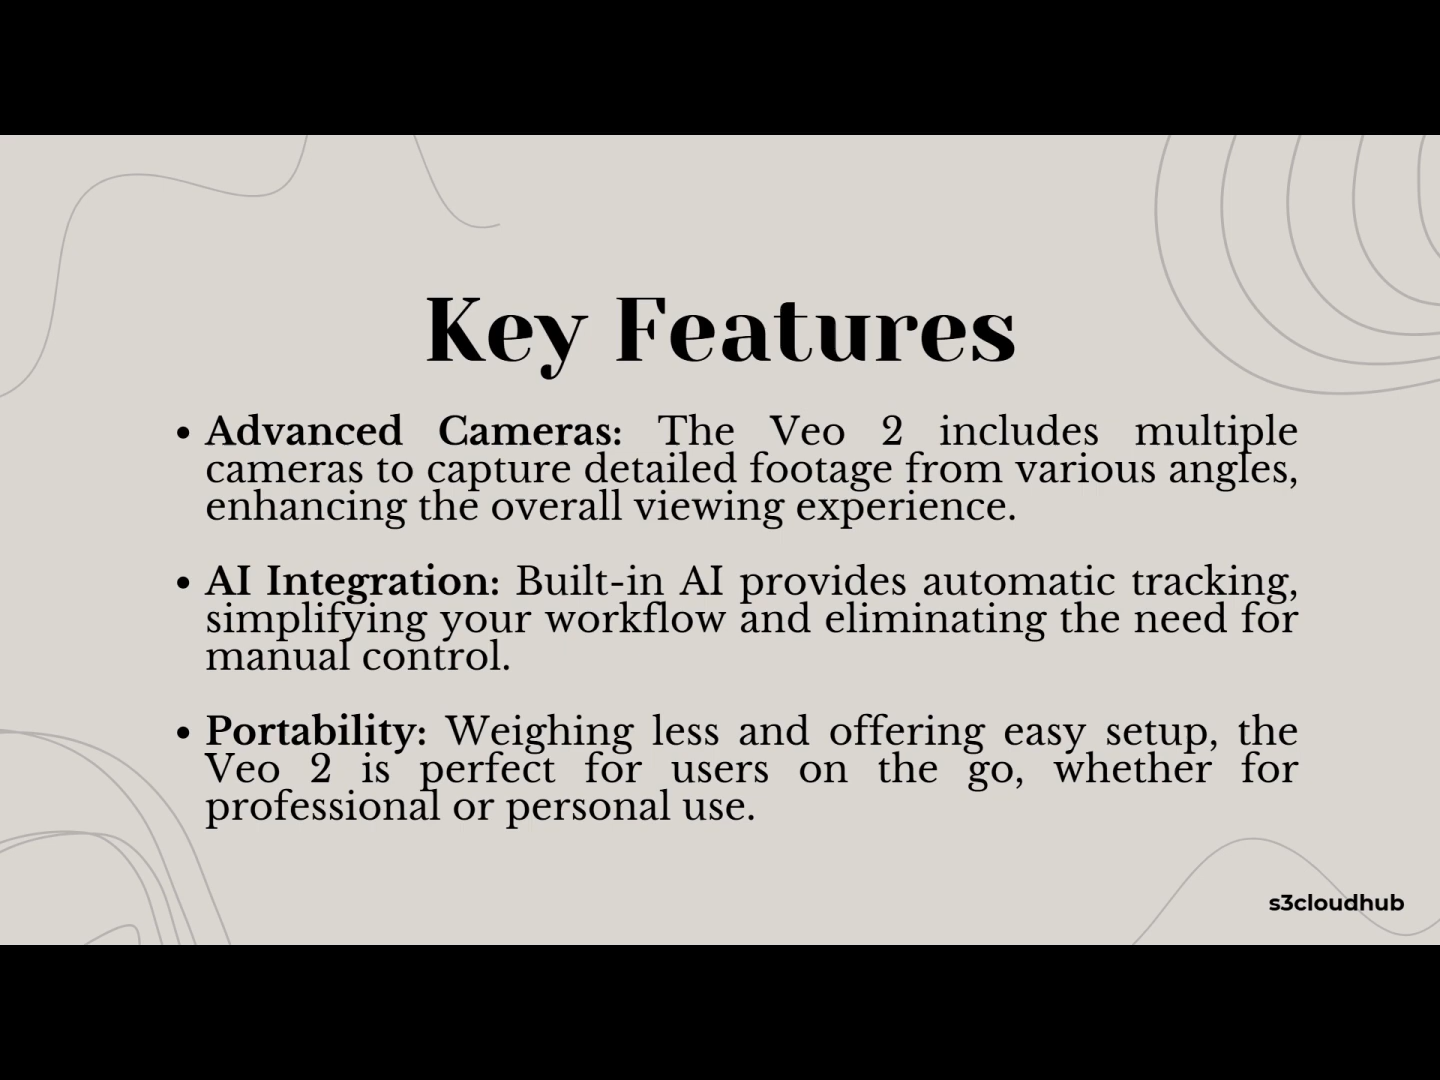 Key Features
• Advanced Cameras: The Veo 2 includes multiple
cameras to capture detailed footage from various angles,
enhancing the overall viewing experience.
• AI Integration: Built-in AI provides automatic tracking,
simplifying your workflow and eliminating the need for
manual control.
• Portability: Weighing less and offering easy setup, the
Veo 2 is perfect for users on the go, whether for
professional or personal use.
s3cloudhub